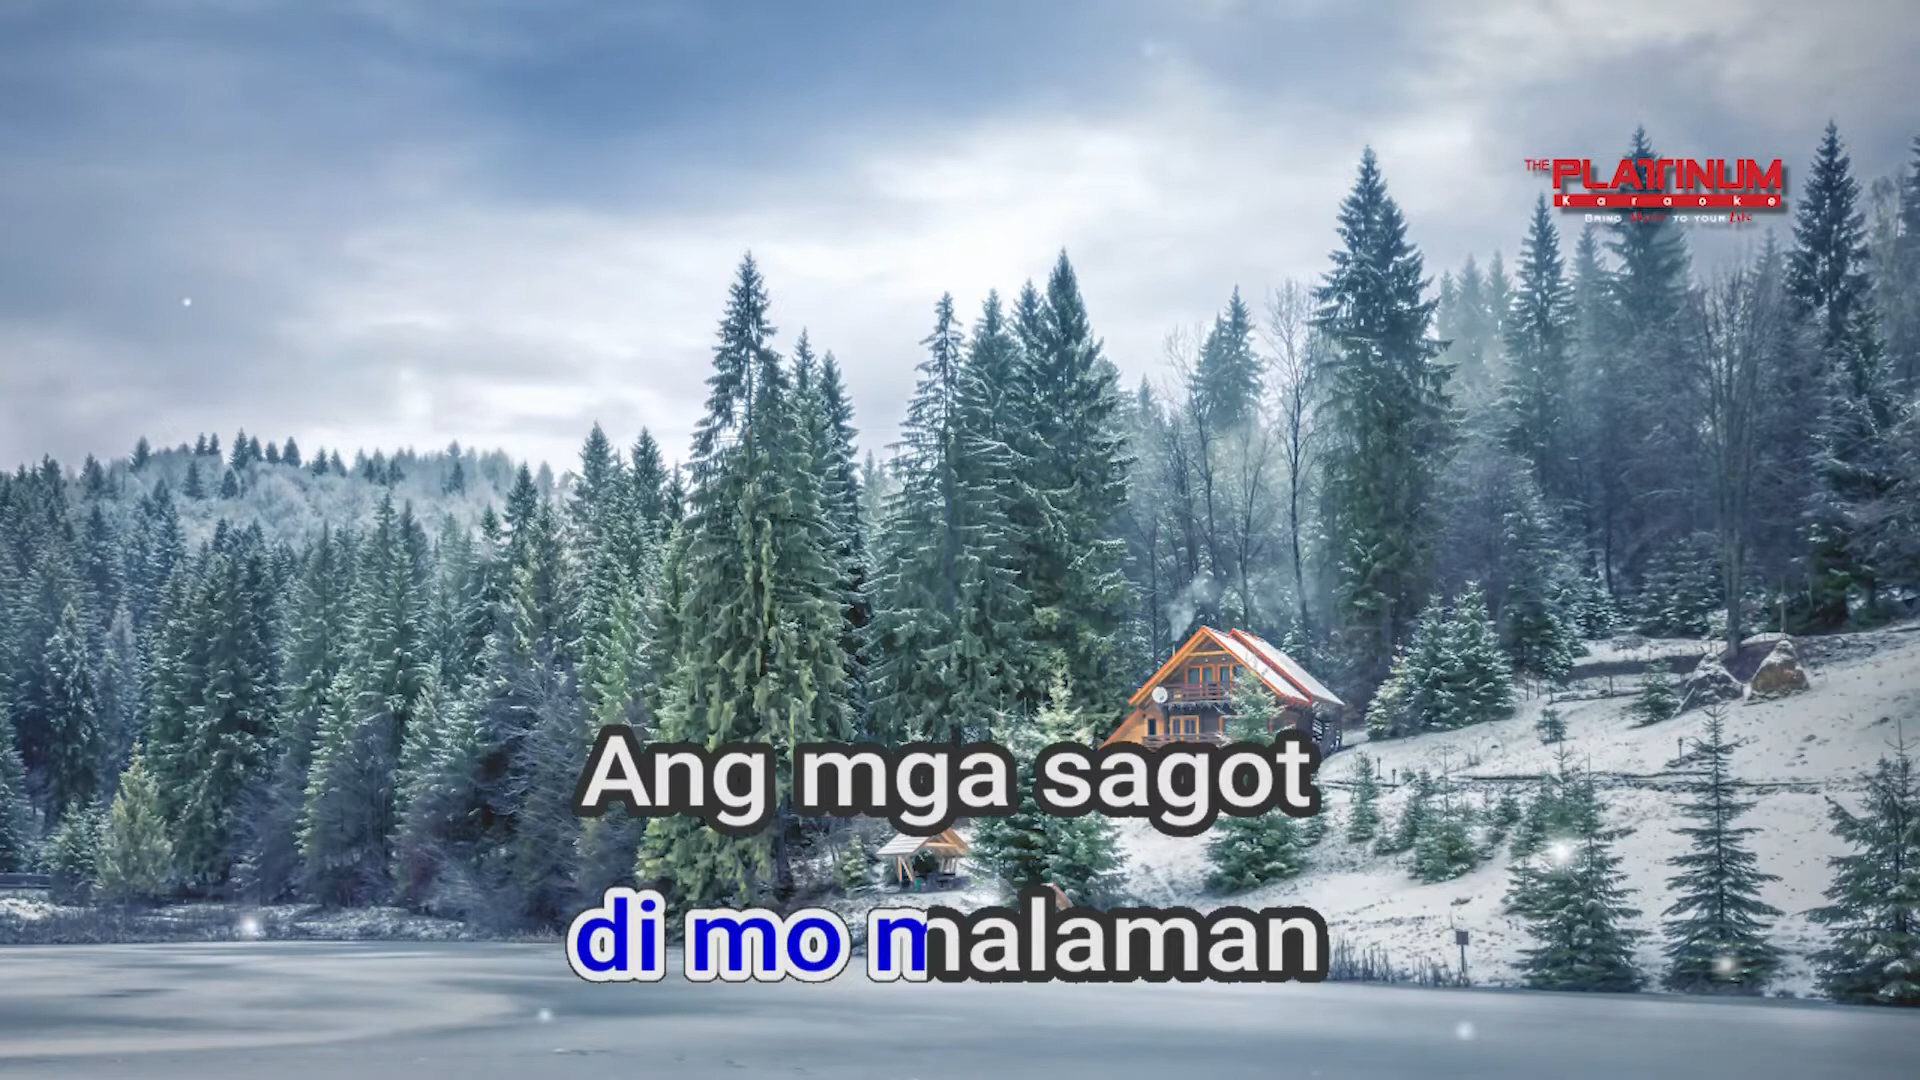 THE PLATINUM
Karaoke
BRING Music TO YOUR Life
Ang mga sagot
di mo malaman